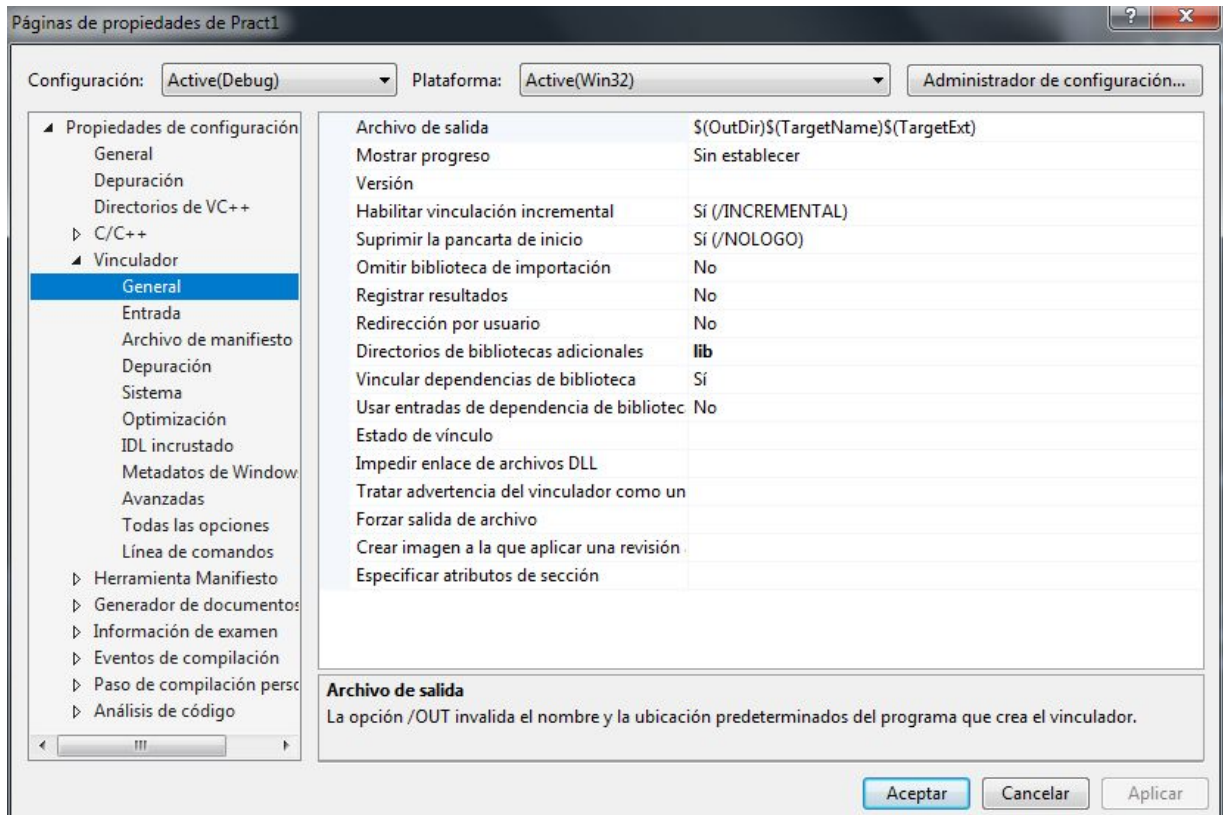 Páginas de propiedades de Pract1
Configuración: Active(Debug) Plataforma: Active(Win32) Administrador de configuración...
Propiedades de configuración
General
Depuración
Directorios de VC++
C/C++
Vinculador
General
Entrada
Archivo de manifiesto
Depuración
Sistema
Optimización
IDL incrustado
Metadatos de Window
Avanzadas
Todas las opciones
Línea de comandos
Herramienta Manifiesto
Generador de documentos
Información de examen
Eventos de compilación
Paso de compilación perso
Análisis de código
Archivo de salida $(OutDir)$(TargetName)$(TargetExt)
Mostrar progreso Sin establecer
Versión
Habilitar vinculación incremental Sí (/INCREMENTAL)
Suprimir la pancarta de inicio Sí (/NOLOGO)
Omitir biblioteca de importación No
Registrar resultados No
Redirección por usuario No
Directorios de bibliotecas adicionales lib
Vincular dependencias de biblioteca Sí
Usar entradas de dependencia de bibliotec No
Estado de vínculo
Impedir enlace de archivos DLL
Tratar advertencia del vinculador como un
Forzar salida de archivo
Crear imagen a la que aplicar una revisión
Especificar atributos de sección
Archivo de salida
La opción /OUT invalida el nombre y la ubicación predeterminados del programa que crea el vinculador.
Aceptar Cancelar Aplicar